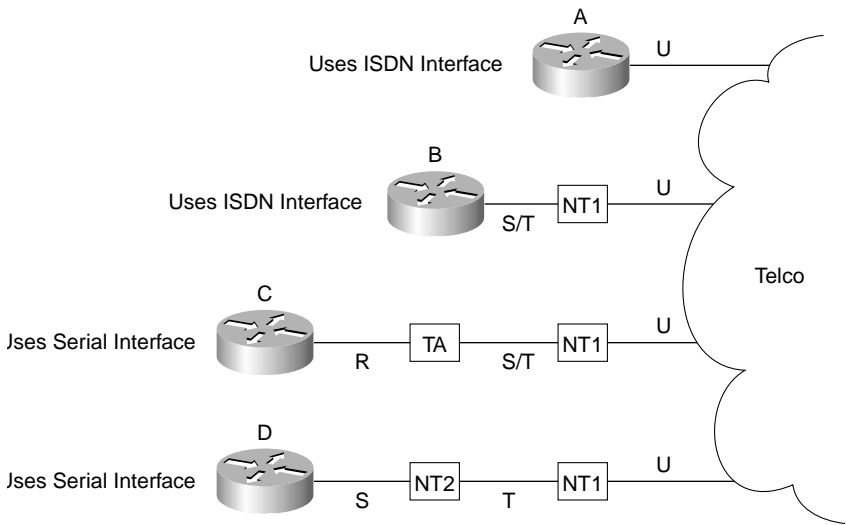 A
Uses ISDN Interface
U
B
Uses ISDN Interface
S/T
NT1
U
Telco
C
Jses Serial Interface
R
TA
S/T
NT1
U
D
Jses Serial Interface
S
NT2
T
NT1
U